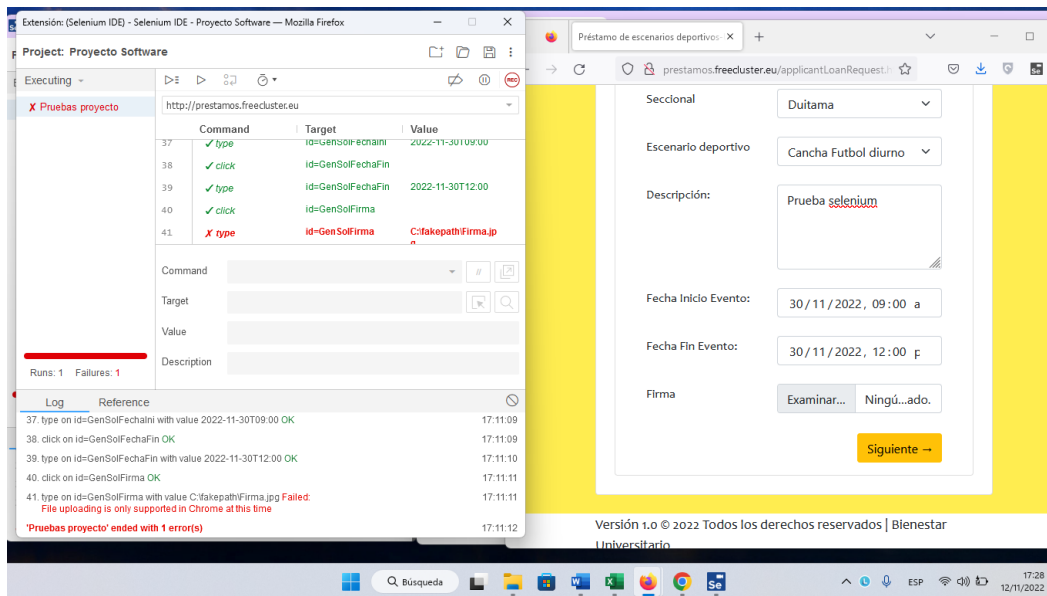 Extensión: (Selenium IDE) - Selenium IDE - Proyecto Software — Mozilla Firefox
Project: Proyecto Software
Executing
Pruebas proyecto
http://prestamos.freecluster.eu
REC
Command Target Value
37 ✓ type id=GenSolFechaIni 2022-11-30T09:00
38 ✓ click id=GenSolFechaFin
39 ✓ type id=GenSolFechaFin 2022-11-30T12:00
40 ✓ click id=GenSolFirma
41 ✗ type id=GenSolFirma C:\fakepath\Firma.jp
g
Command
//
Target
Value
Description
Runs: 1 Failures: 1
Log Reference
37. type on id=GenSolFechaIni with value 2022-11-30T09:00 OK 17:11:09
38. click on id=GenSolFechaFin OK 17:11:09
39. type on id=GenSolFechaFin with value 2022-11-30T12:00 OK 17:11:10
40. click on id=GenSolFirma OK 17:11:11
41. type on id=GenSolFirma with value C:\fakepath\Firma.jpg Failed: 17:11:11
File uploading is only supported in Chrome at this time
'Pruebas proyecto' ended with 1 error(s) 17:11:12
Préstamo de escenarios deportivos-
prestamos.freecluster.eu/applicantLoanRequest.h
Seccional Duitama
Escenario deportivo Cancha Futbol diurno
Descripción: Prueba selenium
Fecha Inicio Evento: 30/11/2022, 09:00 a
Fecha Fin Evento: 30/11/2022, 12:00 p
Firma Examinar... Ningú...ado.
Siguiente →
Versión 1.0 © 2022 Todos los derechos reservados | Bienestar
Universitario
Búsqueda
Se
ESP
17:28
12/11/2022